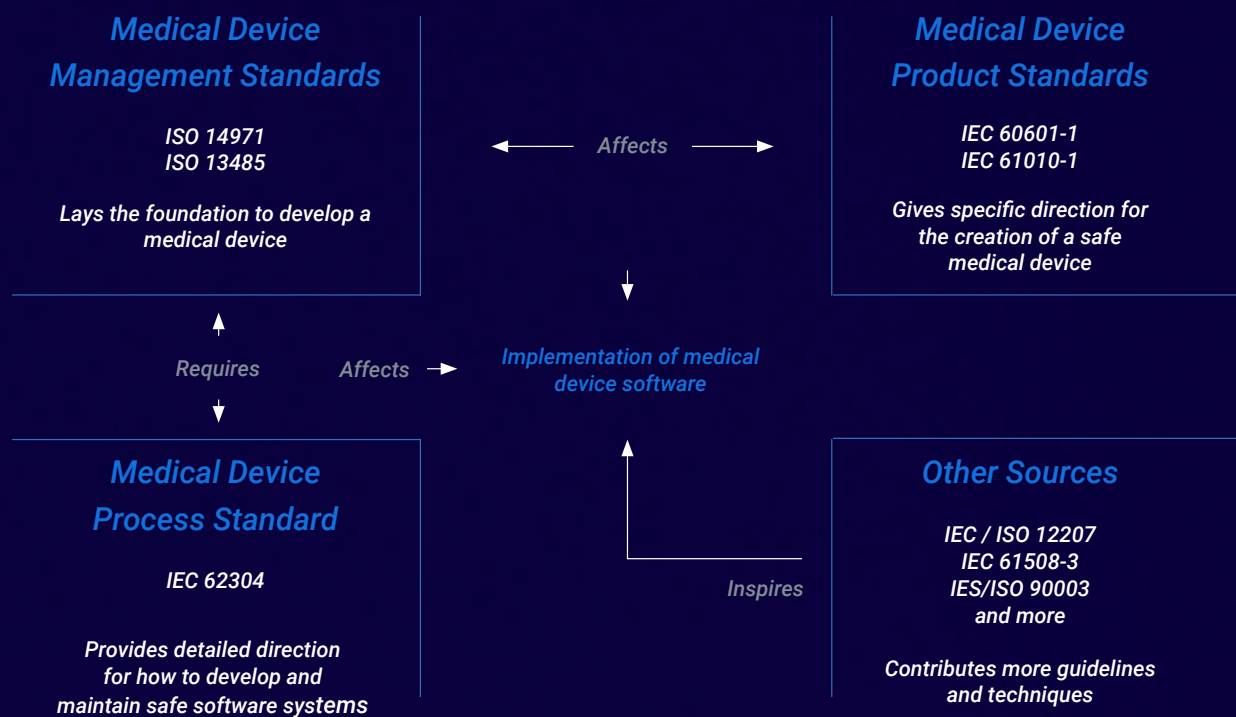 Medical Device
Management Standards
ISO 14971
ISO 13485
Lays the foundation to develop a
medical device
Affects
Medical Device
Product Standards
IEC 60601-1
IEC 61010-1
Gives specific direction for
the creation of a safe
medical device
Requires
Affects
Implementation of medical
device software
Medical Device
Process Standard
IEC 62304
Provides detailed direction
for how to develop and
maintain safe software systems
Inspires
Other Sources
IEC / ISO 12207
IEC 61508-3
IES/ISO 90003
and more
Contributes more guidelines
and techniques